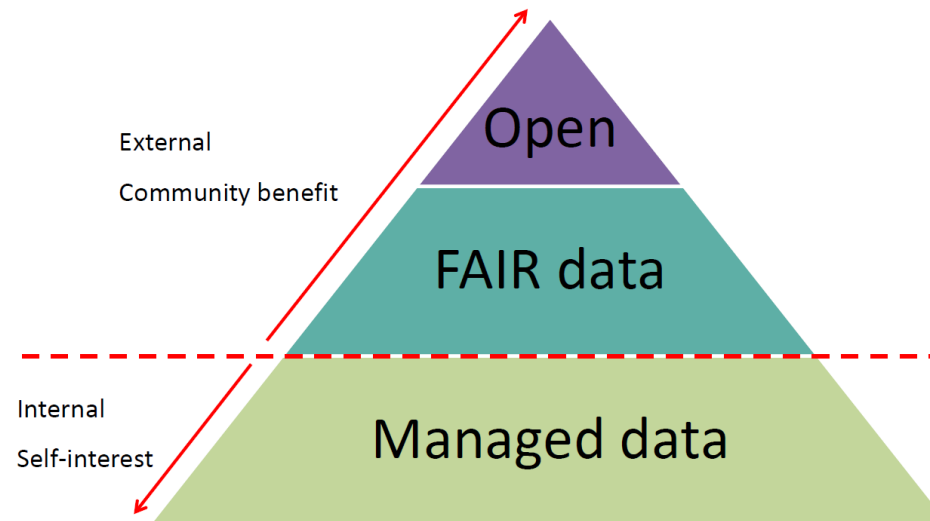 Open
External
Community benefit
FAIR data
Internal
Self-interest
Managed data